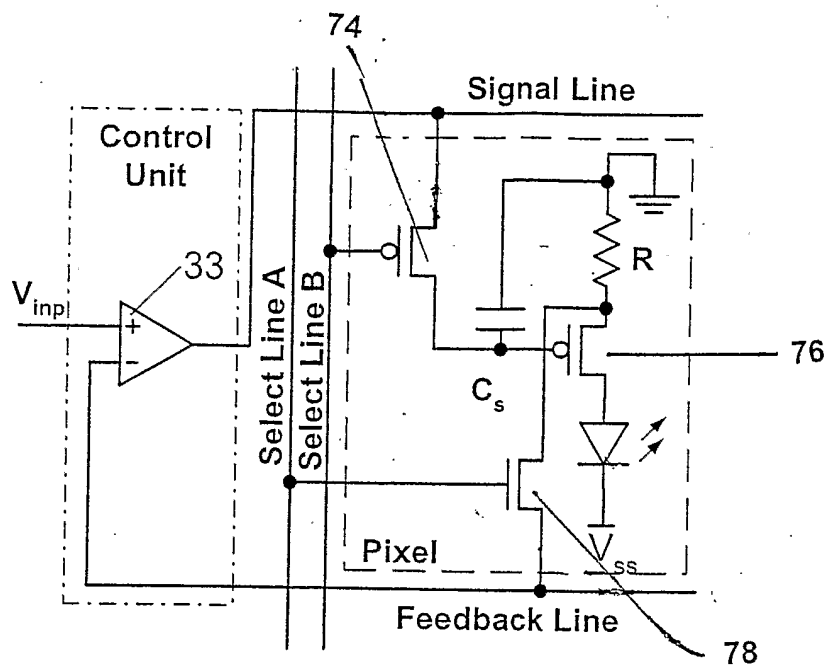 74
Signal Line
Control
Unit
33
V inp
+
-
Select Line A
Select Line B
R
76
C s
Pixel
V ss
Feedback Line
78